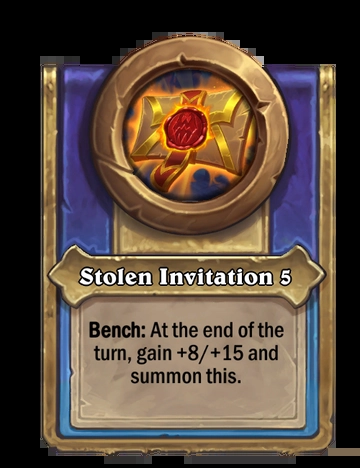 Stolen Invitation 5
Bench: At the end of the
turn, gain +8/+15 and
summon this.